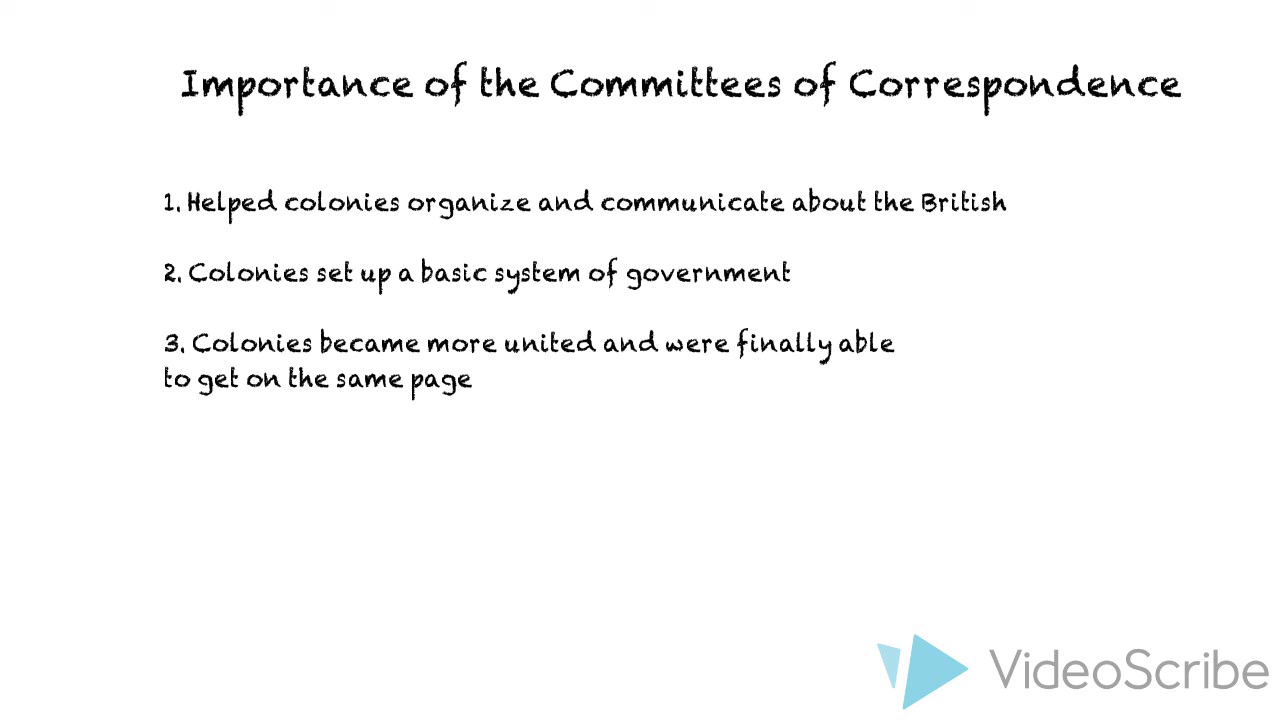 Importance of the Committees of Correspondence
1. Helped colonies organize and communicate about the British
2. Colonies set up a basic system of government
3. Colonies became more united and were finally able
to get on the same page
VideoScribe